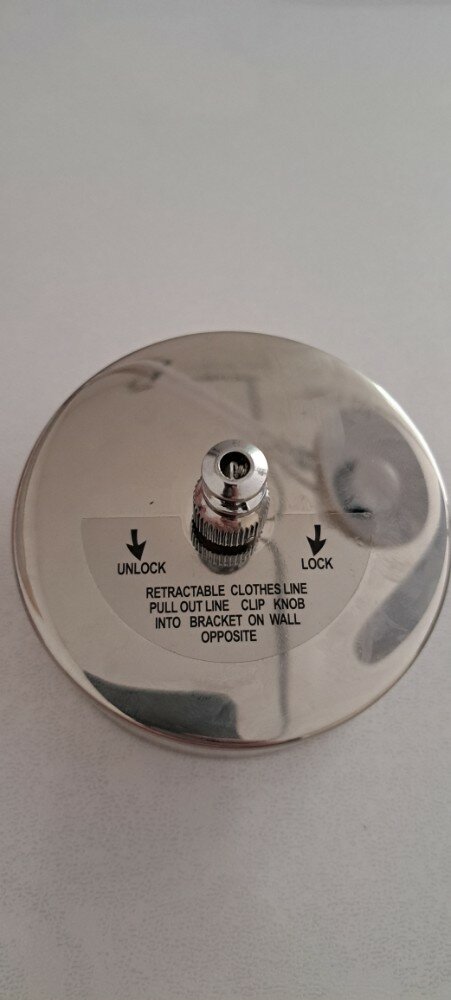 UNLOCK LOCK
RETRACTABLE CLOTHES LINE
PULL OUT LINE CLIP KNOB
INTO BRACKET ON WALL
OPPOSITE